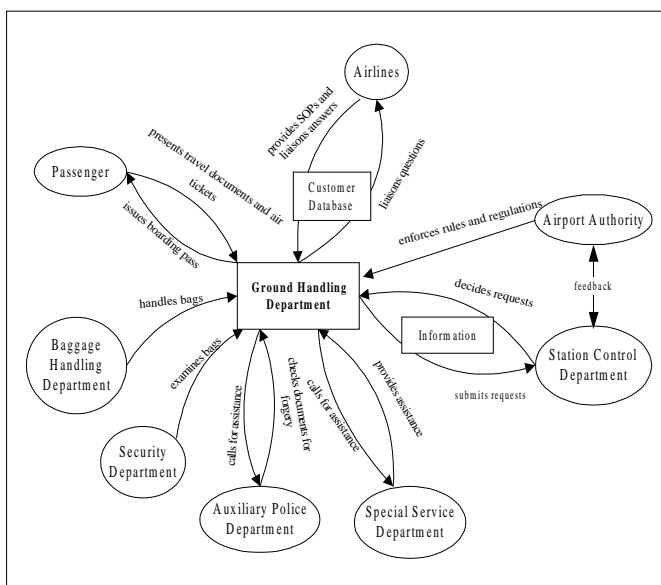 Airlines
provides SOPs and
liaisons answers
liaisons questions
Customer
Database
presents travel documents and air
tickets
Passenger
issues boarding pass
Airport Authority
enforces rules and regulations
feedback
Ground Handling
Department
decides requests
Information
submits requests
Station Control
Department
handles bags
Baggage
Handling
Department
examines bags
Security
Department
calls for assistance
checks documents for
forgery
Auxiliary Police
Department
calls for assistance
provides assistance
Special Service
Department